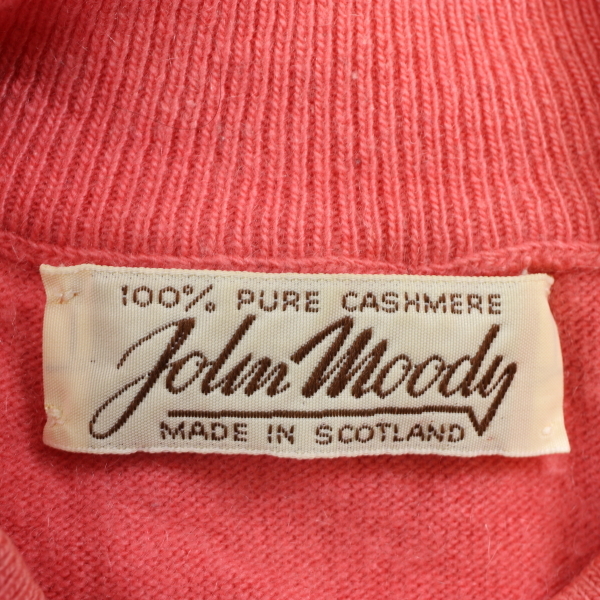 100% PURE CASHMERE
John Moody
MADE IN SCOTLAND